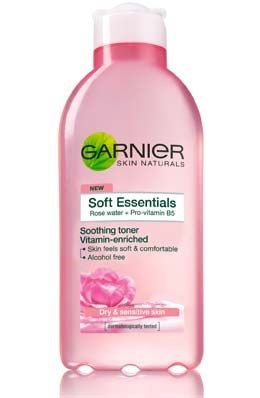 GARNIER
SKIN NATURALS
NEW
Soft Essentials
Rose water + Pro-vitamin B5
Soothing toner
Vitamin-enriched
Skin feels soft & comfortable
Alcohol free
Dry & sensitive skin
dermatologically tested